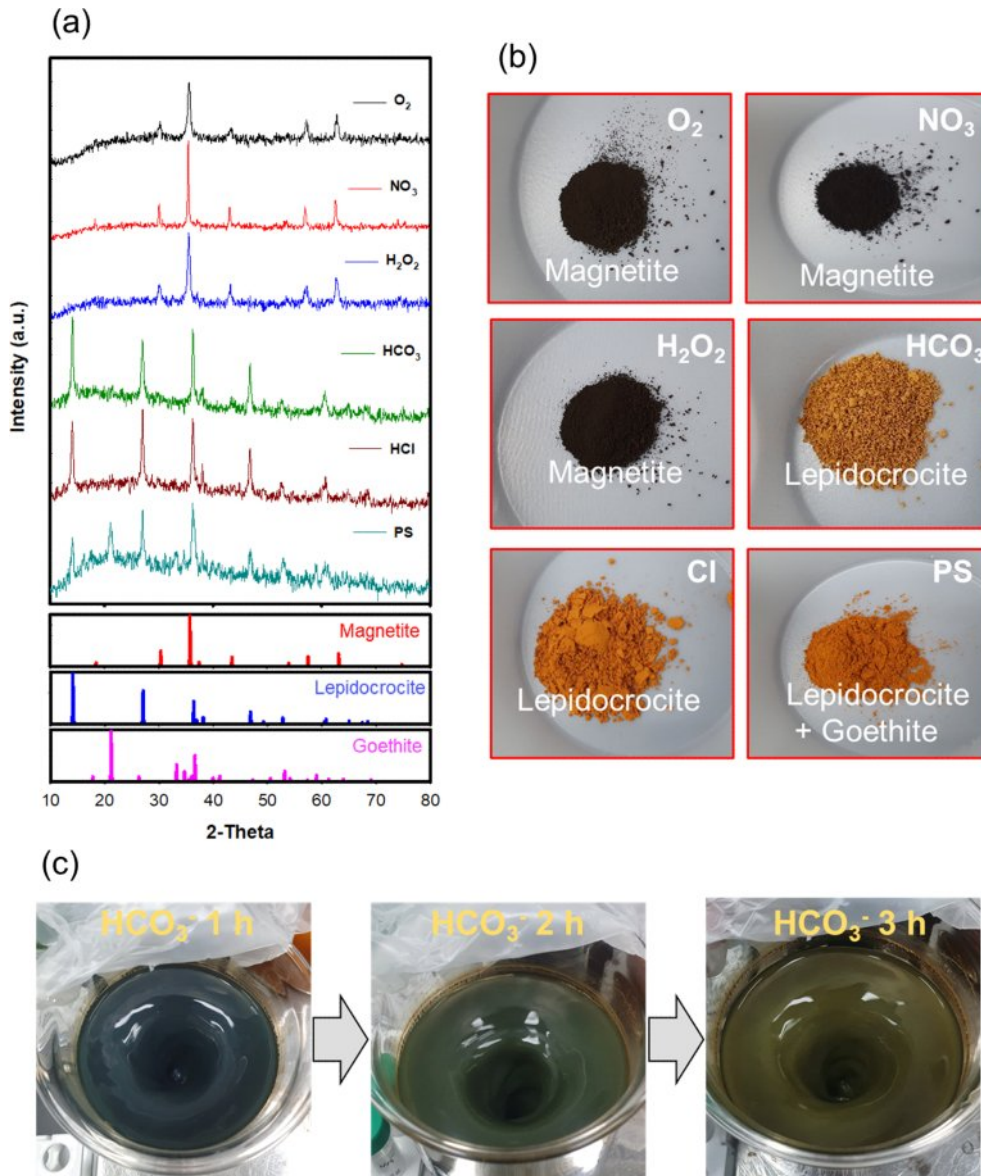 (a)
O₂
NO₃
H₂O₂
HCO₃
HCl
PS
Intensity (a.u.)
Magnetite
Lepidocrocite
Goethite
10 20 30 40 50 60 70 80
2-Theta
(b)
O₂
Magnetite
NO₃
Magnetite
H₂O₂
Magnetite
HCO₃
Lepidocrocite
Cl
Lepidocrocite
PS
Lepidocrocite
+ Goethite
(c)
HCO₃⁻ 1 h
HCO₃⁻ 2 h
HCO₃⁻ 3 h